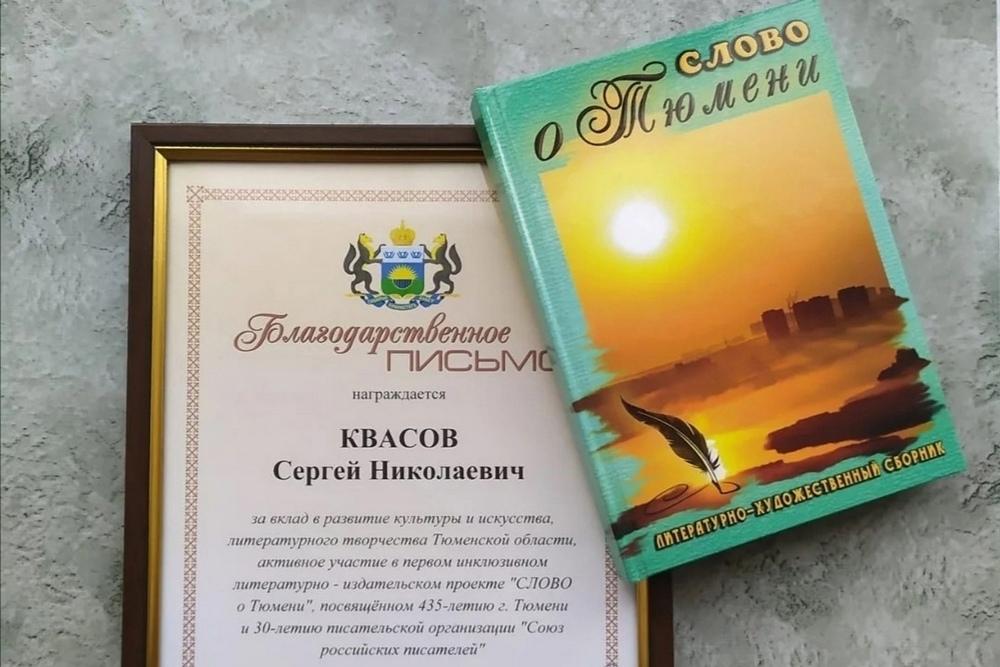 Благодарственное
ПИСЬМО
награждается
КВАСОВ
Сергей Николаевич
за вклад в развитие культуры и искусства,
литературного творчества Тюменской области,
активное участие в первом инклюзивном
литературно - издательском проекте "СЛОВО
о Тюмени", посвящённом 435-летию г. Тюмени
и 30-летию писательской организации "Союз
российских писателей"
СЛОВО
о Тюмени
ЛИТЕРАТУРНО-ХУДОЖЕСТВЕННЫЙ СБОРНИК